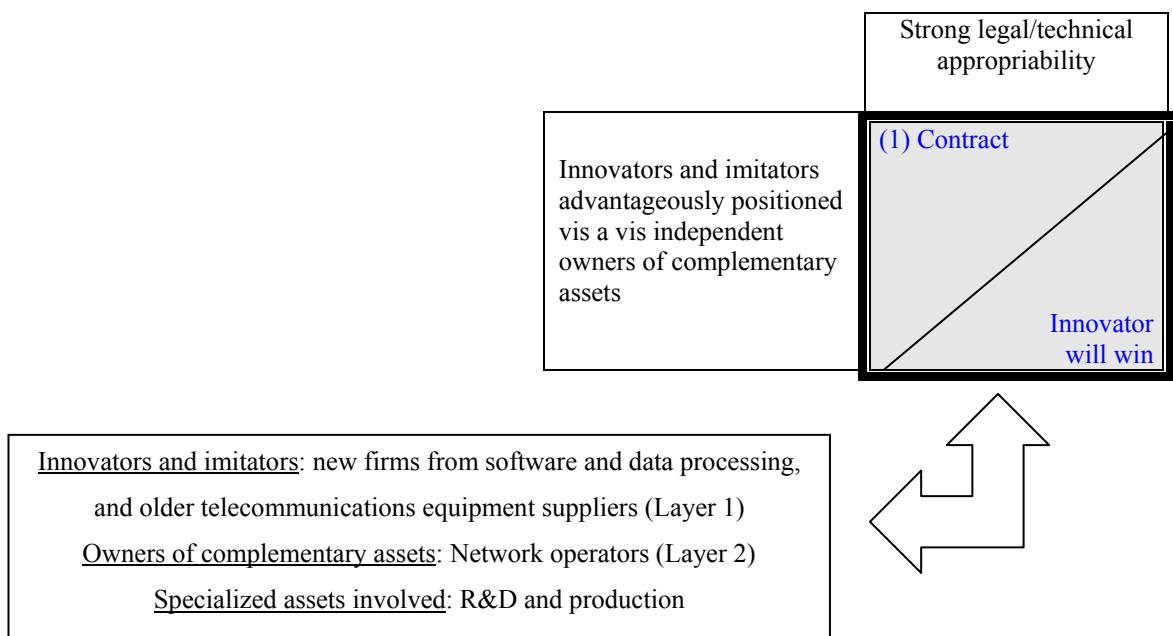 Strong legal/technical
appropriability
Innovators and imitators
advantageously positioned
vis a vis independent
owners of complementary
assets
(1) Contract
Innovator
will win
Innovators and imitators: new firms from software and data processing,
and older telecommunications equipment suppliers (Layer 1)
Owners of complementary assets: Network operators (Layer 2)
Specialized assets involved: R&D and production